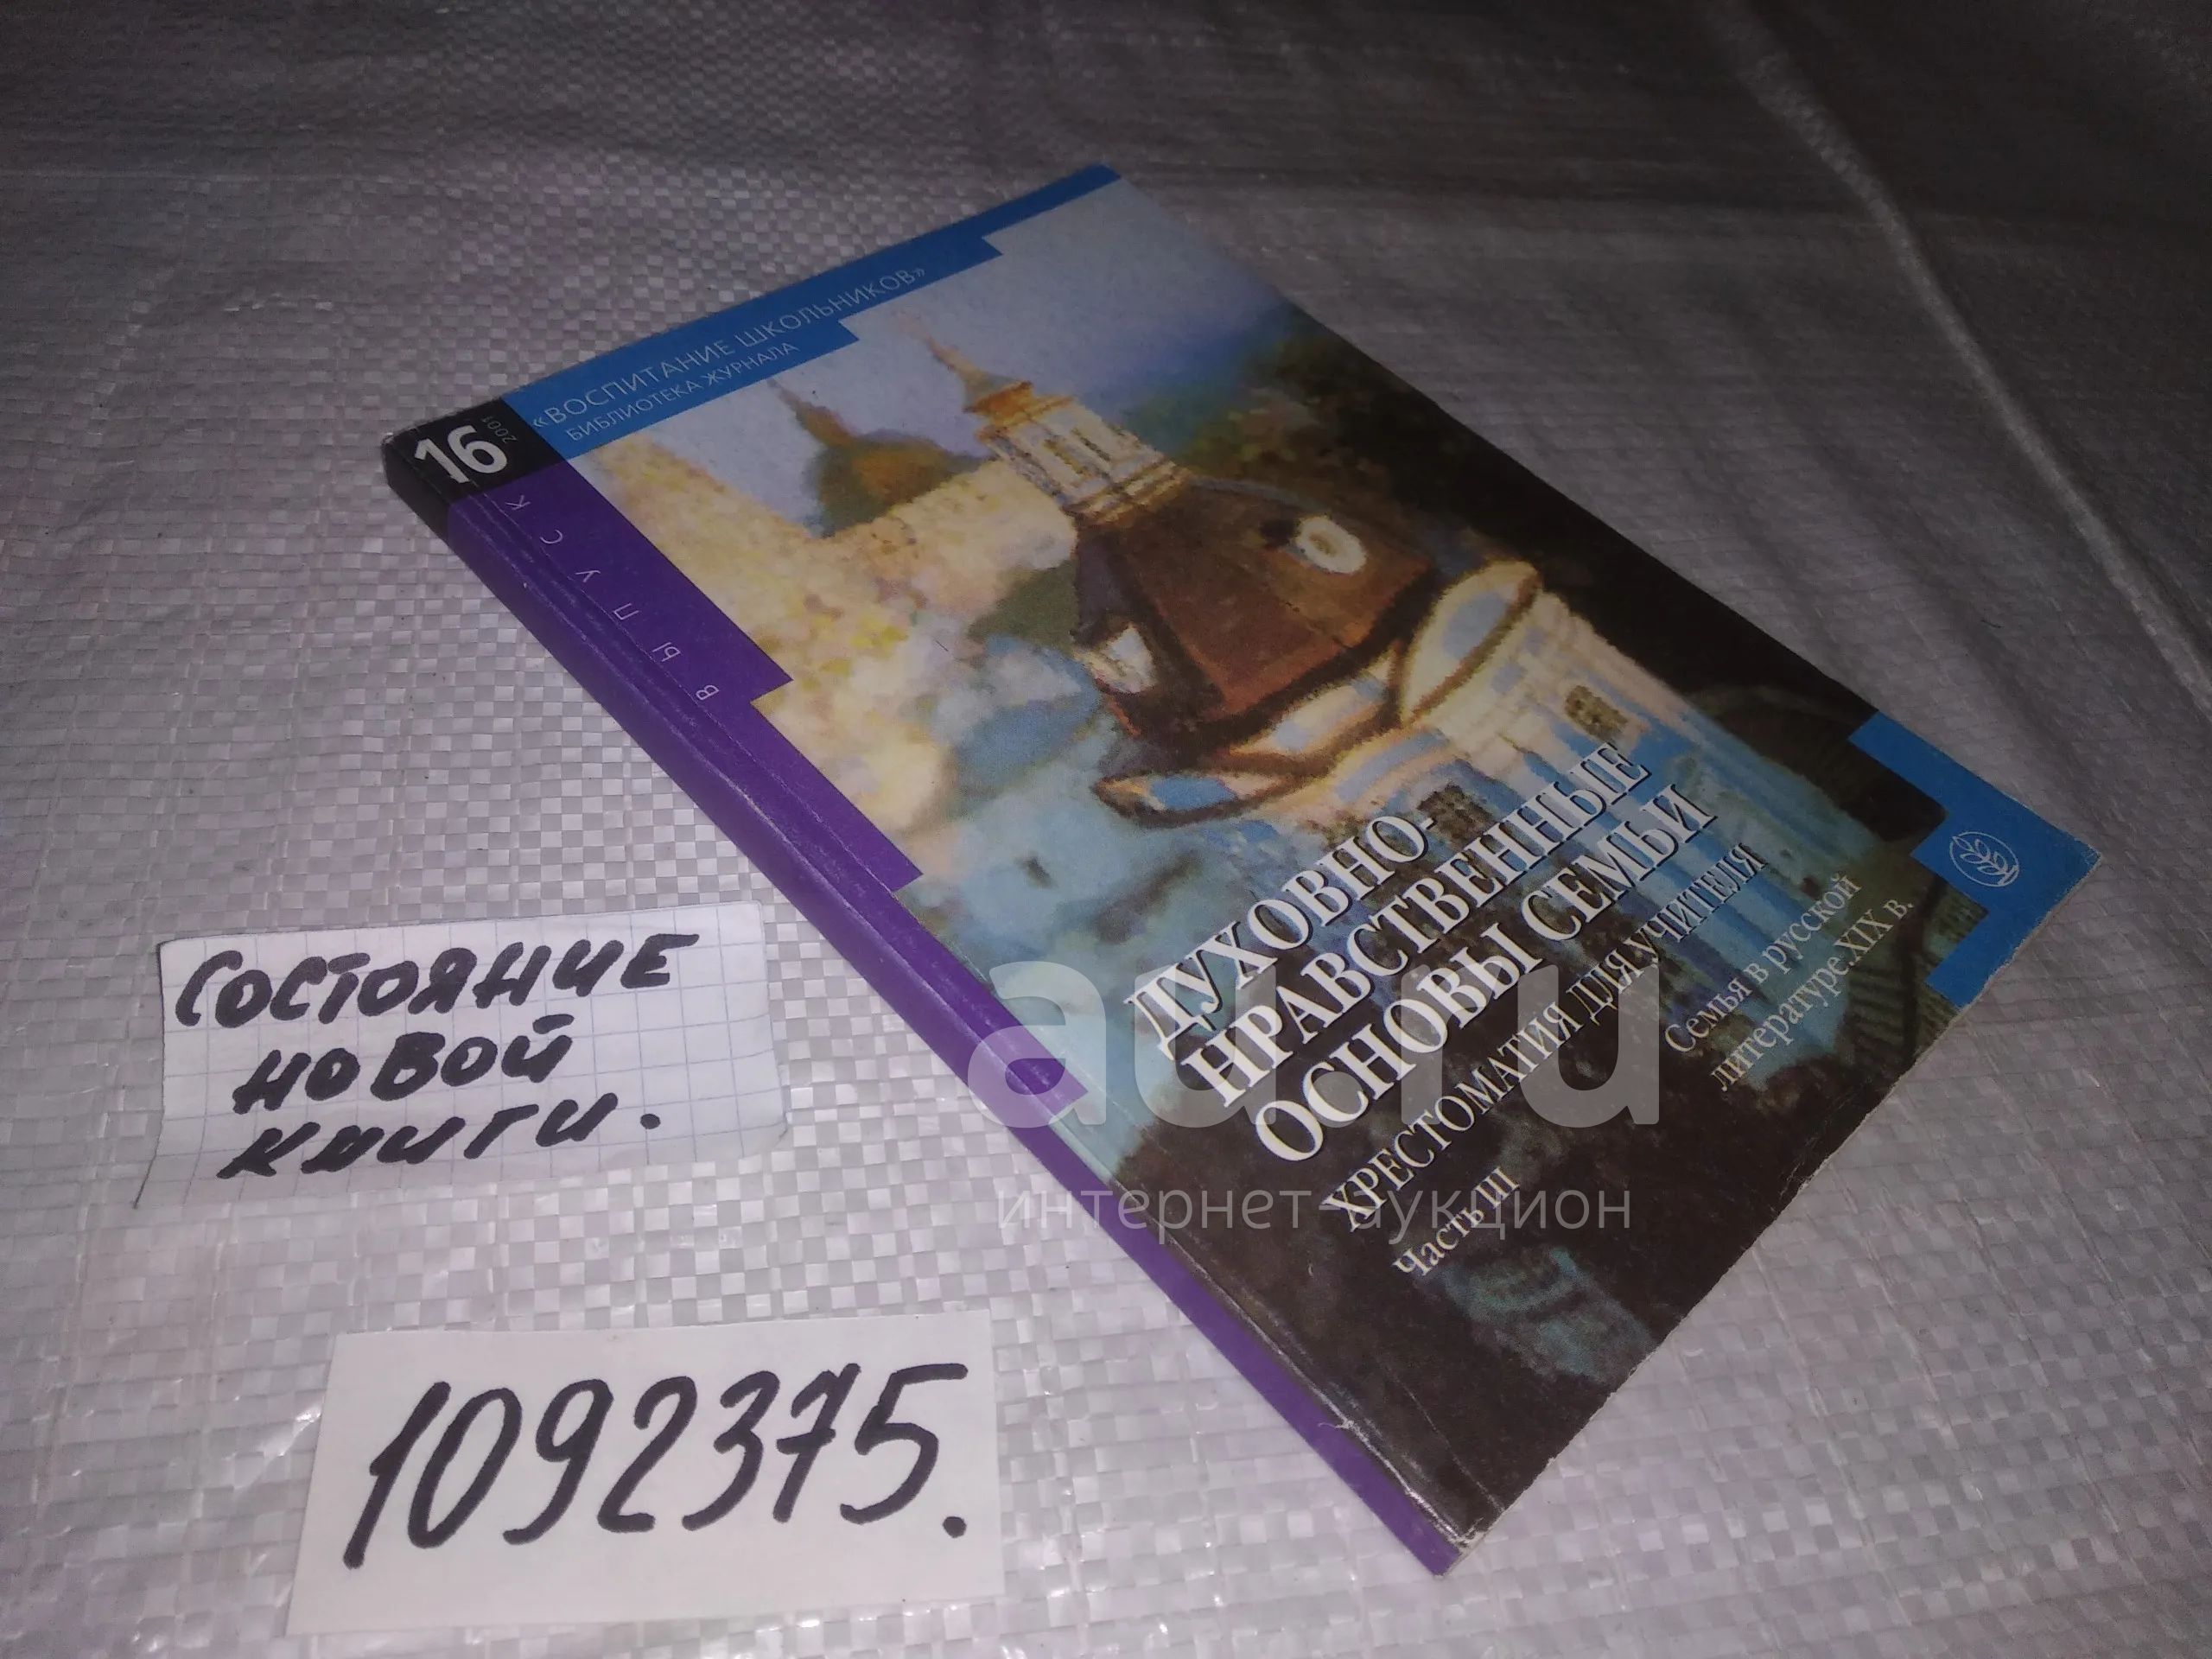 «ВОСПИТАНИЕ ШКОЛЬНИКОВ»
БИБЛИОТЕКА ЖУРНАЛА
16
2001
ВЫПУСК
ДУХОВНО-
НРАВСТВЕННЫЕ
ОСНОВЫ СЕМЬИ
ХРЕСТОМАТИЯ ДЛЯ УЧИТЕЛЯ
Часть III
Семья в русской
литературе XIX в.
СОСТОЯНИЕ
НОВОЙ
КНИГИ.
1092375.
au.ru
интернет-аукцион